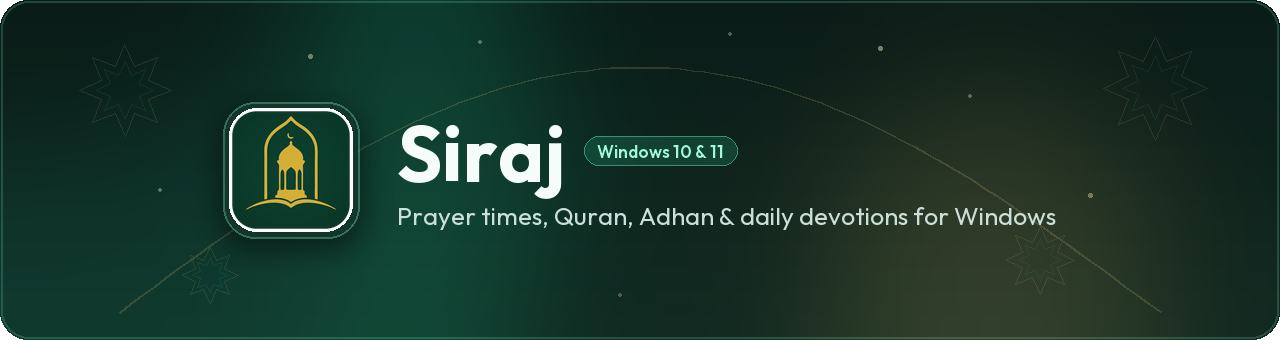 Siraj
Windows 10 & 11
Prayer times, Quran, Adhan & daily devotions for Windows